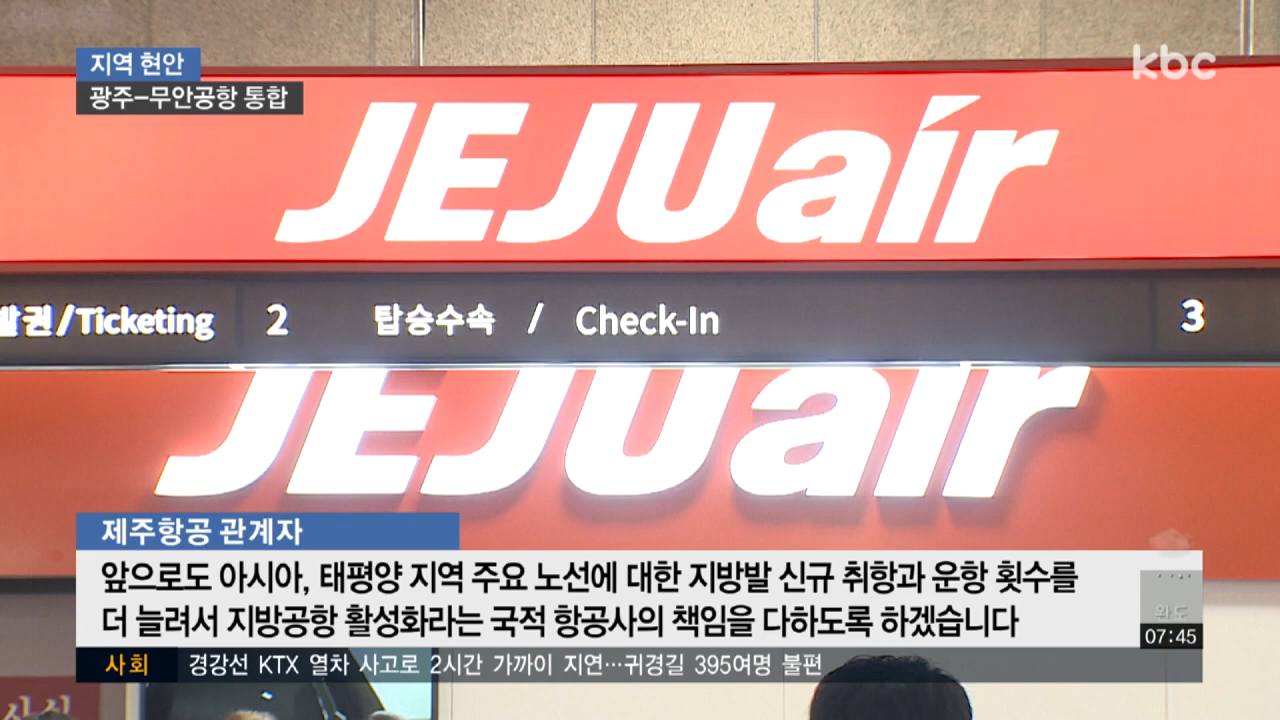 지역 현안
kbc
광주-무안공항 통합
JEJUair
발권/Ticketing 2 탑승수속 / Check-In 3
JEJUair
제주항공 관계자
앞으로도 아시아, 태평양 지역 주요 노선에 대한 지방발 신규 취항과 운항 횟수를
더 늘려서 지방공항 활성화라는 국적 항공사의 책임을 다하도록 하겠습니다
완도
07:45
사회 경강선 KTX 열차 사고로 2시간 가까이 지연…귀경길 395여명 불편